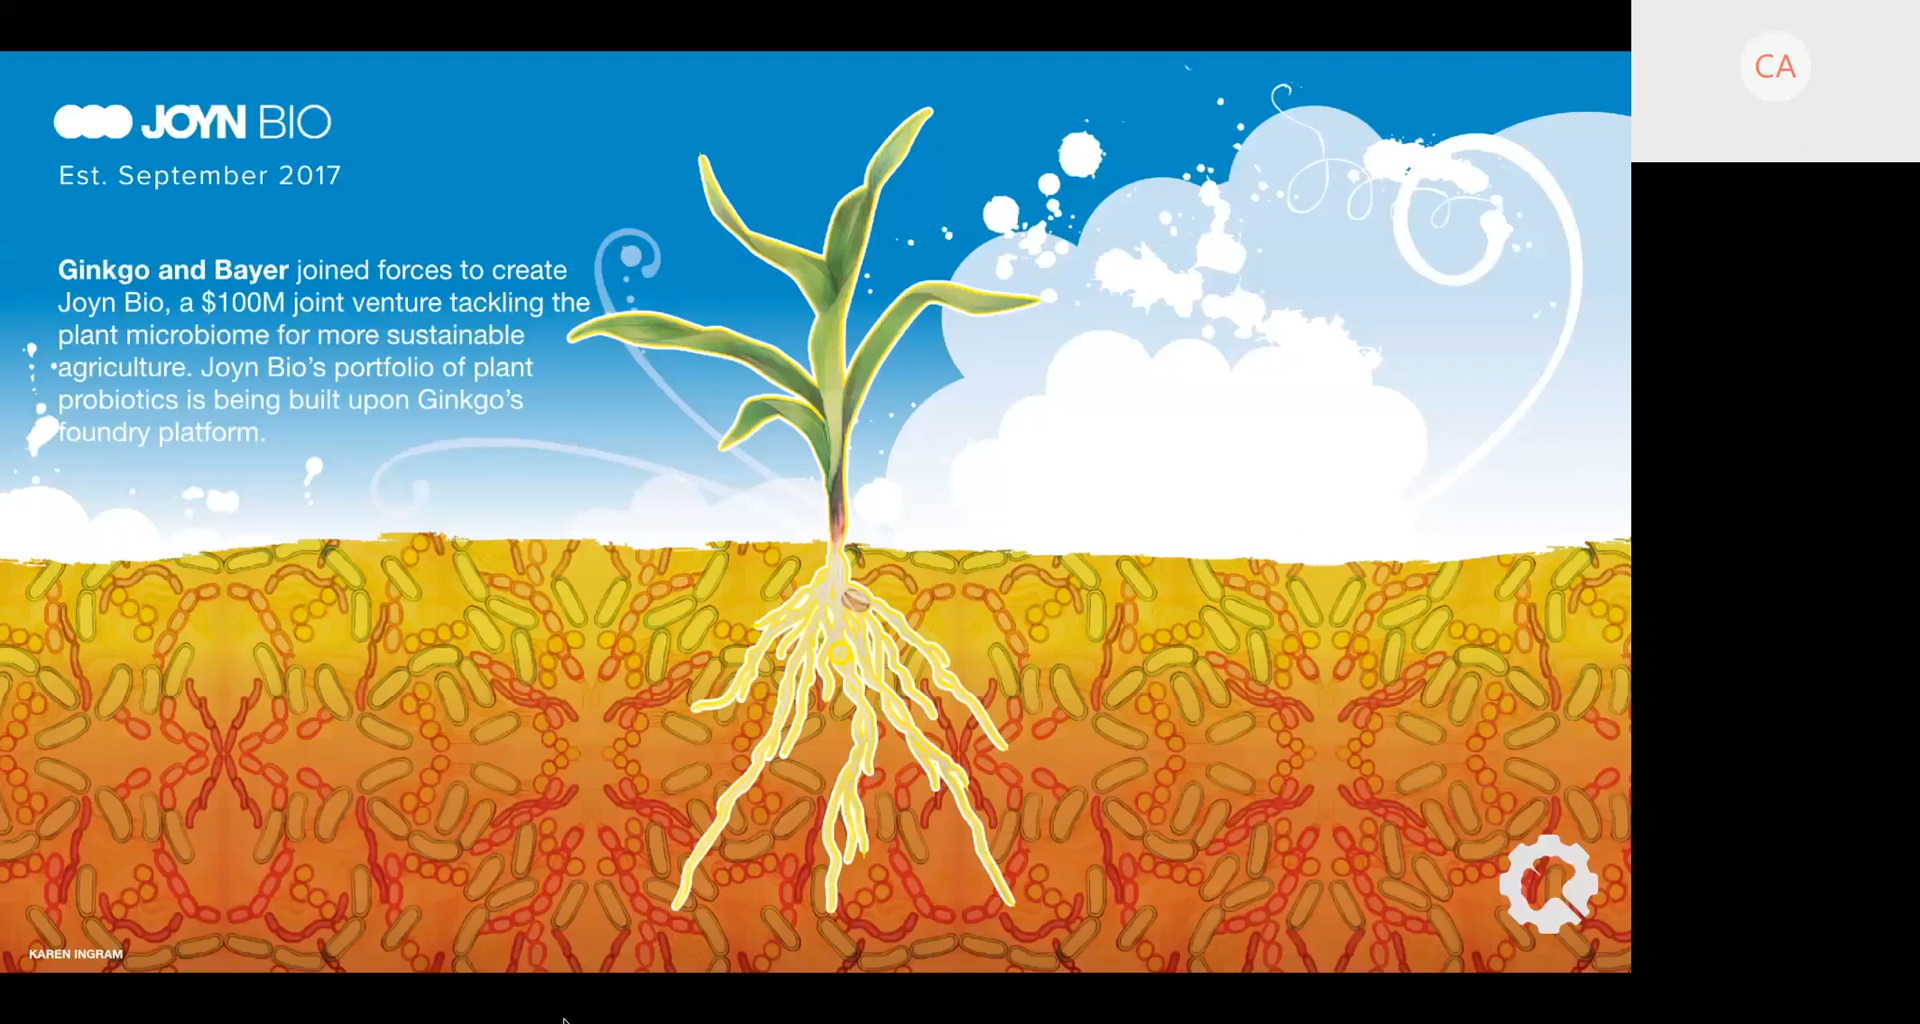 JOYN BIO
Est. September 2017
Ginkgo and Bayer joined forces to create
Joyn Bio, a $100M joint venture tackling the
plant microbiome for more sustainable
agriculture. Joyn Bio’s portfolio of plant
probiotics is being built upon Ginkgo’s
foundry platform.
KAREN INGRAM
CA